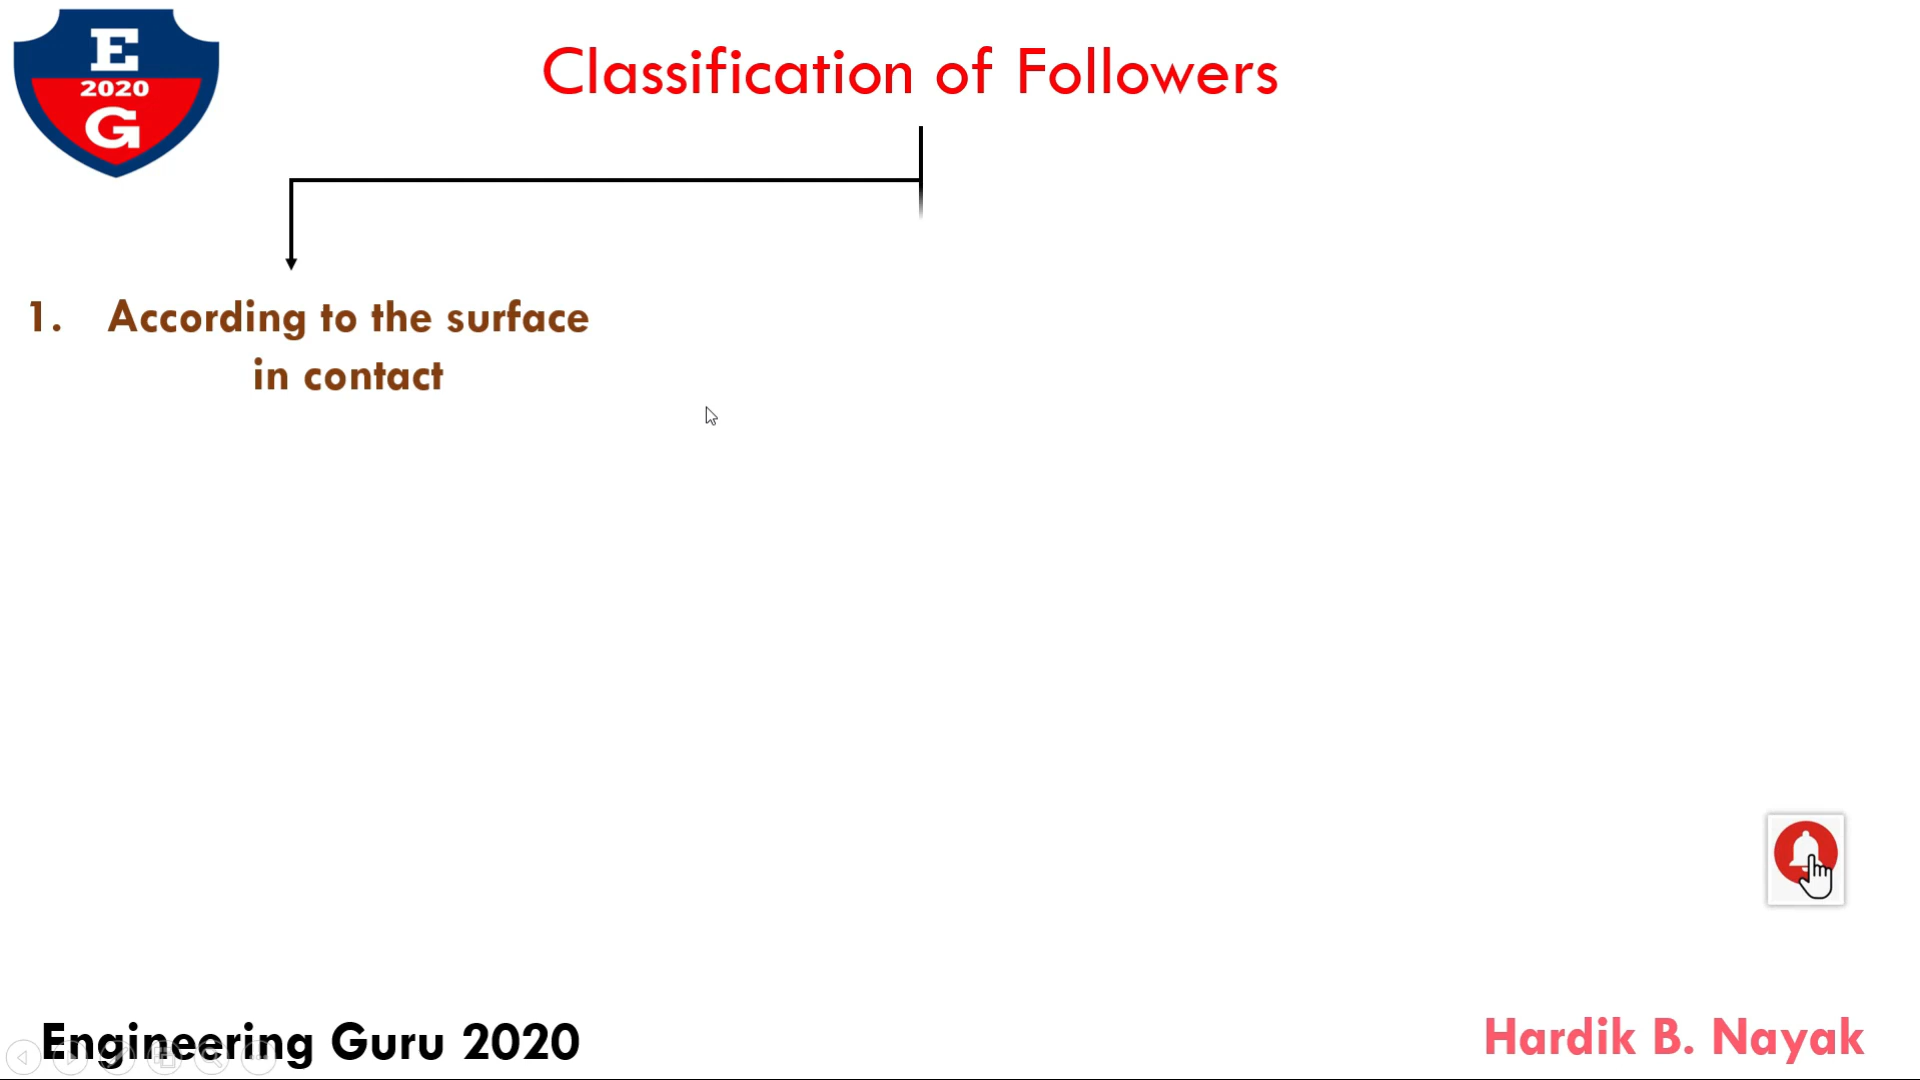 E
2020
G
Classification of Followers
1. According to the surface
in contact
Engineering Guru 2020
Hardik B. Nayak